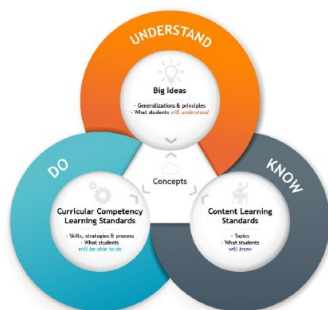 UNDERSTAND
Big Ideas
- Generalizations & principles
- What students will understand
DO
Concepts
KNOW
Curricular Competency
Learning Standards
- Skills, strategies & process
- What students
will be able to do
Content Learning
Standards
- Topics
- What students
will know